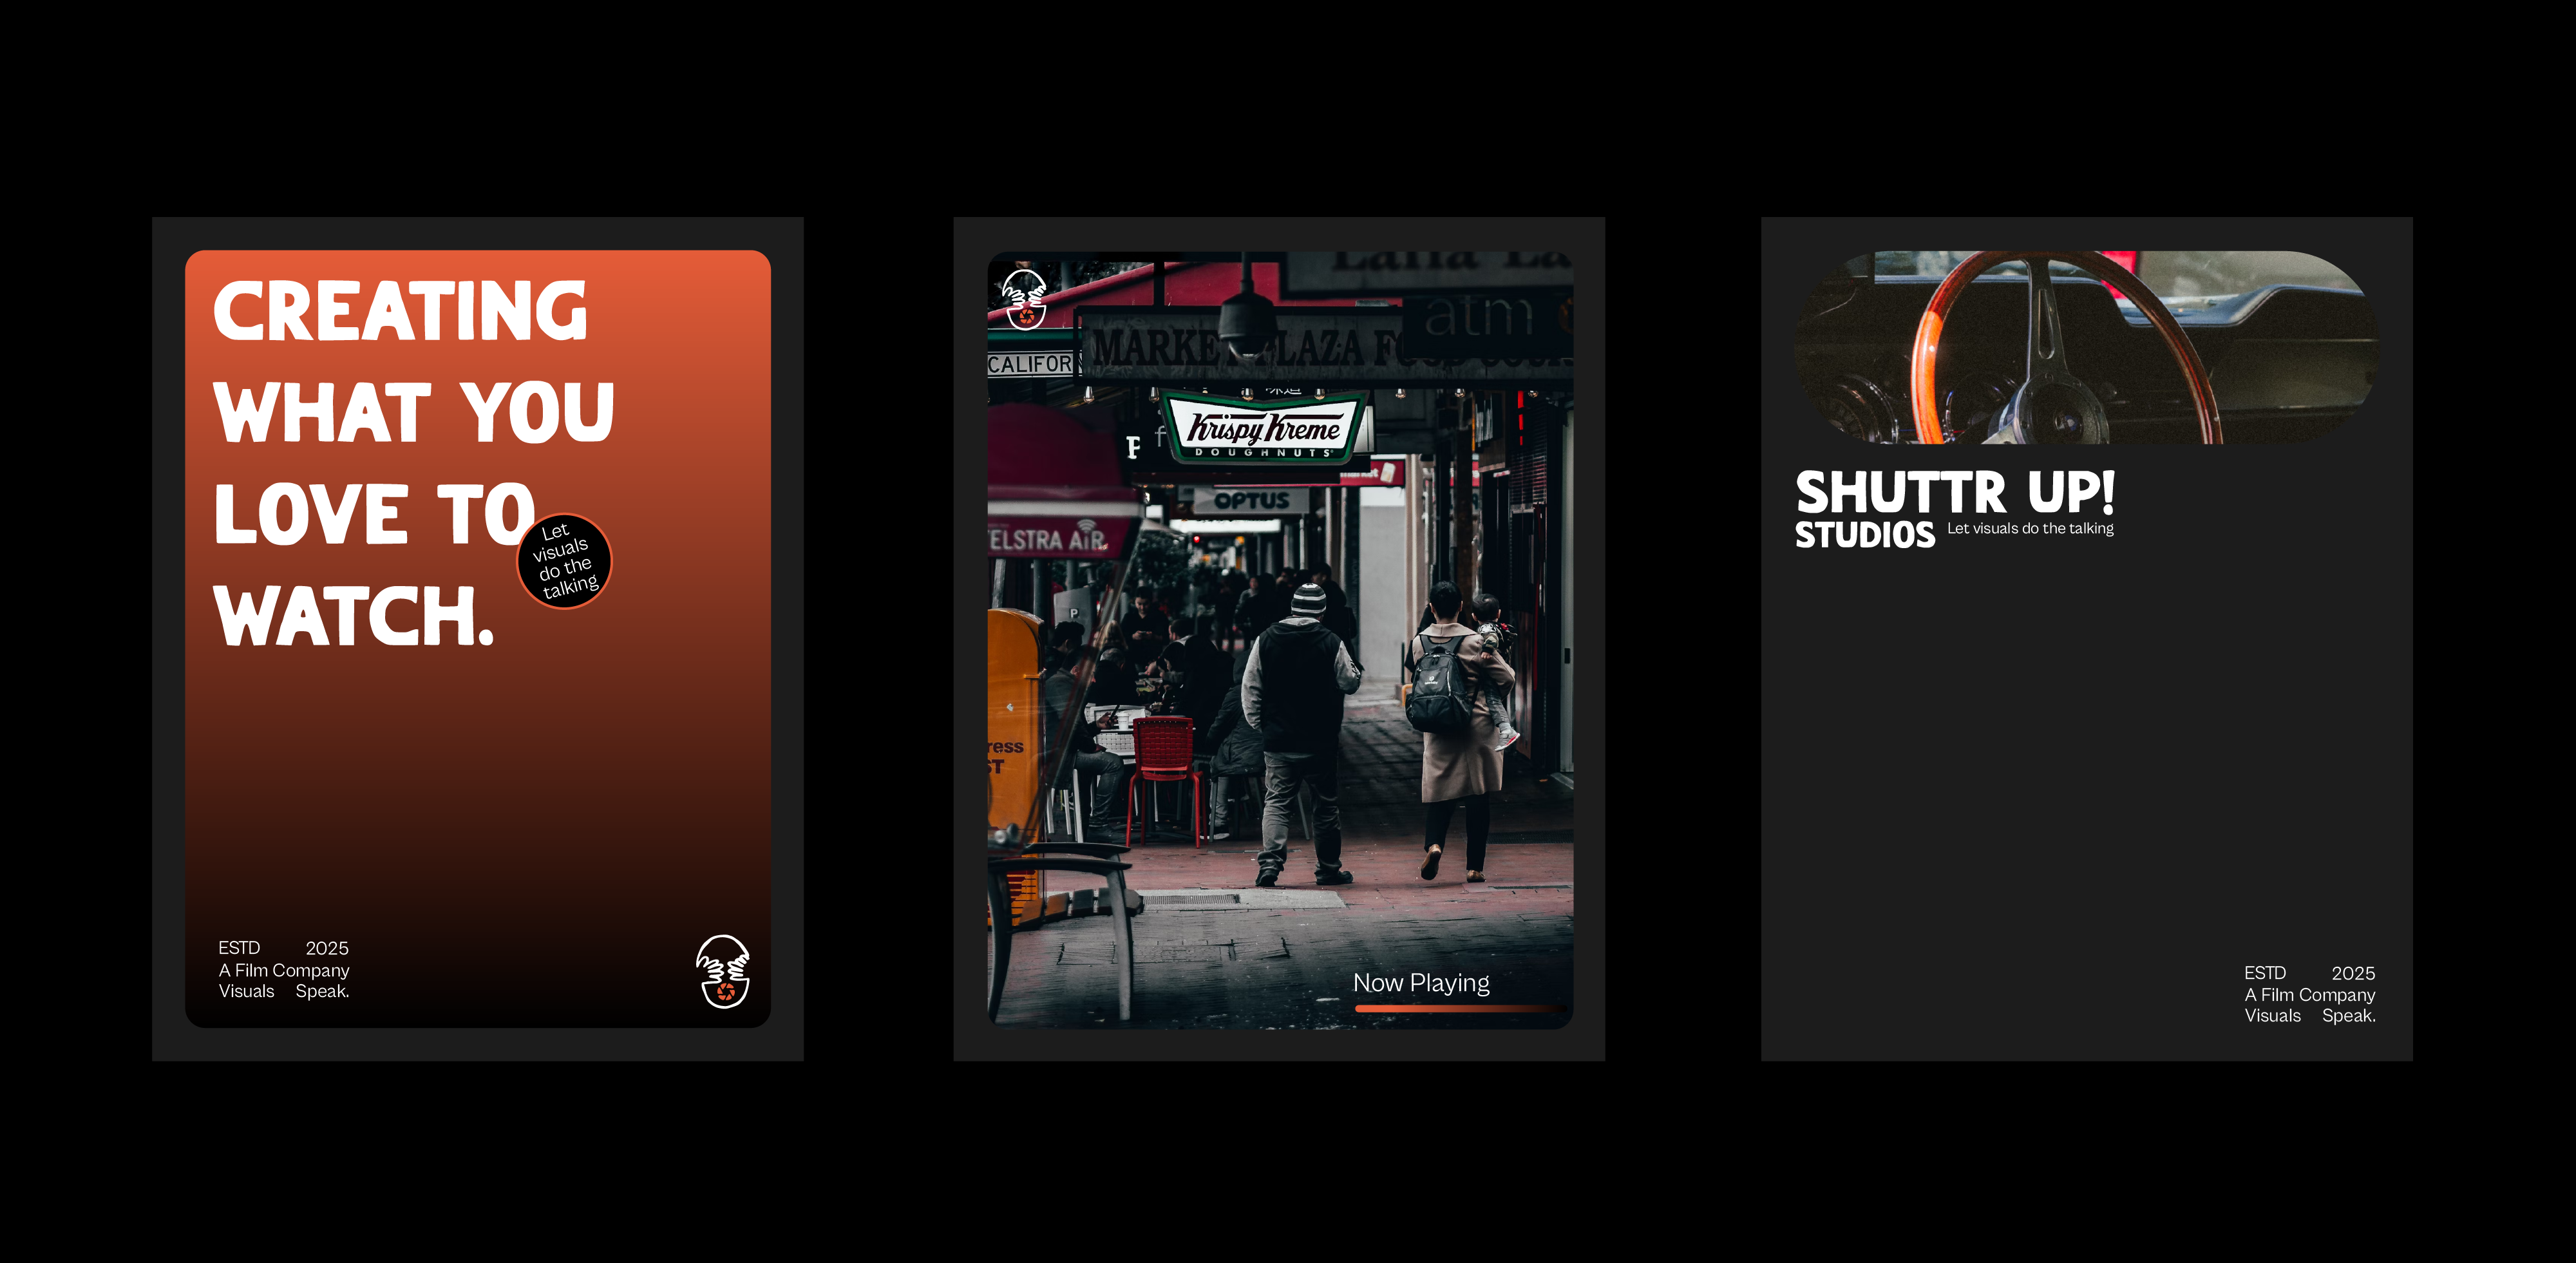 CREATING
WHAT YOU
LOVE TO
WATCH.
Let
visuals
do the
talking
ESTD 2025
A Film Company
Visuals Speak.
atm
CALIFOR
MARKE PLAZA
Krispy Kreme
DOUGHNUTS
OPTUS
ELSTRA AiR
P
ress
ST
Now Playing
SHUTTR UP!
STUDIOS Let visuals do the talking
ESTD 2025
A Film Company
Visuals Speak.